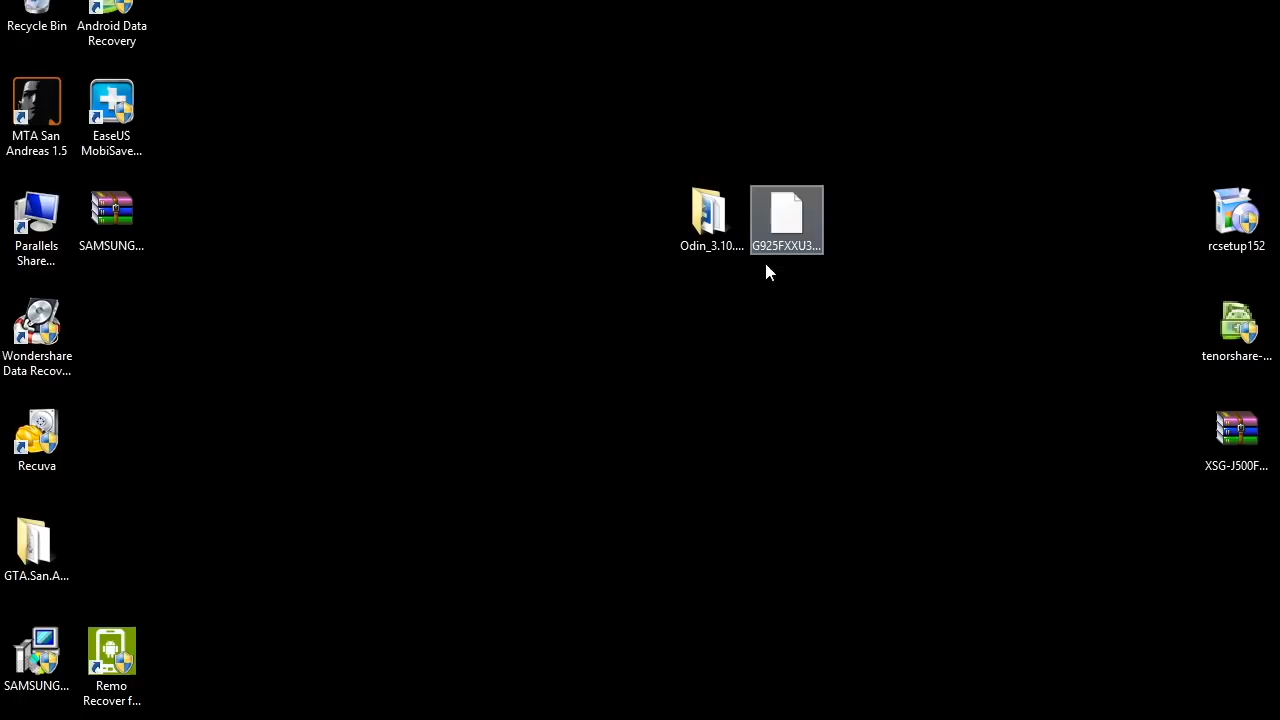 Recycle Bin
Android Data
Recovery
MTA San
Andreas 1.5
EaseUS
MobiSave...
Parallels
Share...
SAMSUNG...
Odin_3.10....
G925FXXU3...
rcsetup152
Wondershare
Data Recov...
tenorshare-...
Recuva
XSG-J500F...
GTA.San.A...
SAMSUNG...
Remo
Recover f...